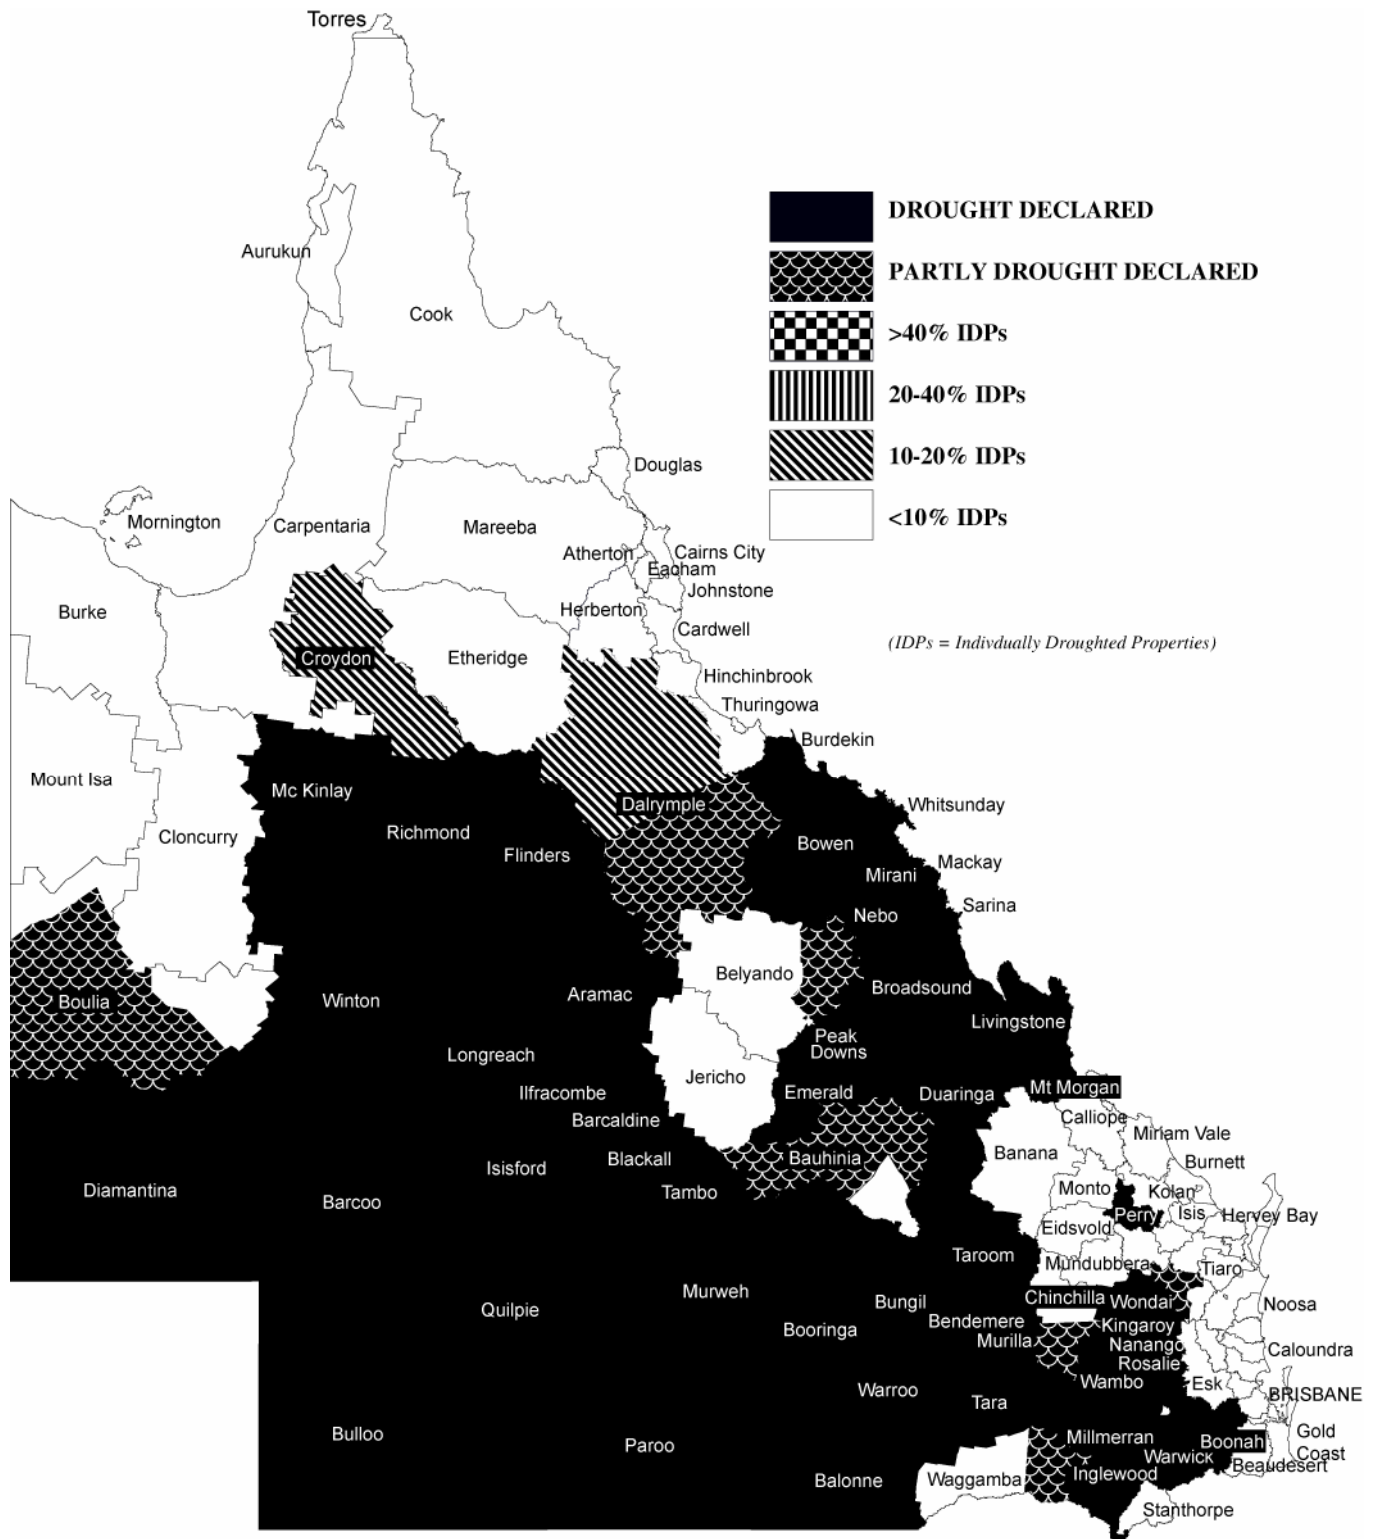 Torres
DROUGHT DECLARED
Aurukun
PARTLY DROUGHT DECLARED
Cook
>40% IDPs
20-40% IDPs
10-20% IDPs
Douglas
<10% IDPs
Mornington
Carpentaria
Mareeba
Atherton
Cairns City
Eacham
Johnstone
Burke
Herberton
Cardwell
(IDPs = Indivdually Droughted Properties)
Croydon
Etheridge
Hinchinbrook
Thuringowa
Burdekin
Mount Isa
Mc Kinlay
Dalrymple
Whitsunday
Cloncurry
Richmond
Flinders
Bowen
Mirani
Mackay
Sarina
Nebo
Belyando
Boulia
Winton
Aramac
Broadsound
Livingstone
Peak
Downs
Longreach
Jericho
Ilfracombe
Emerald
Duaringa
Mt Morgan
Barcaldine
Calliope
Miriam Vale
Banana
Isisford
Blackall
Bauhinia
Burnett
Diamantina
Barcoo
Tambo
Monto
Kolan
Perry
Isis
Hervey Bay
Eidsvold
Taroom
Mundubbera
Tiaro
Murweh
Chinchilla
Wondai
Noosa
Quilpie
Bungil
Bendemere
Booringa
Murilla
Kingaroy
Nanango
Caloundra
Rosalie
Warroo
Tara
Wambo
Esk
BRISBANE
Bulloo
Paroo
Millmerran
Boonah
Gold
Coast
Warwick
Beaudesert
Balonne
Waggamba
Inglewood
Stanthorpe